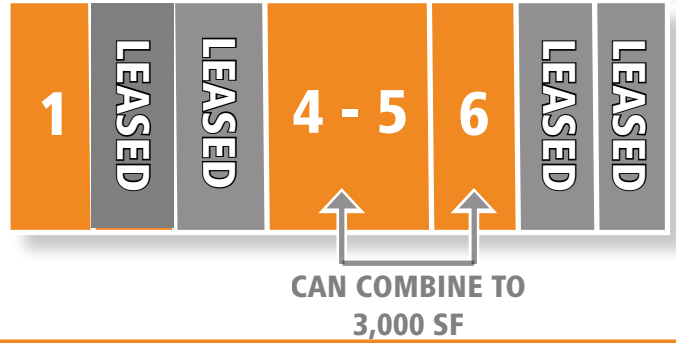 1
LEASED
LEASED
4 - 5
6
LEASED
LEASED
CAN COMBINE TO
3,000 SF